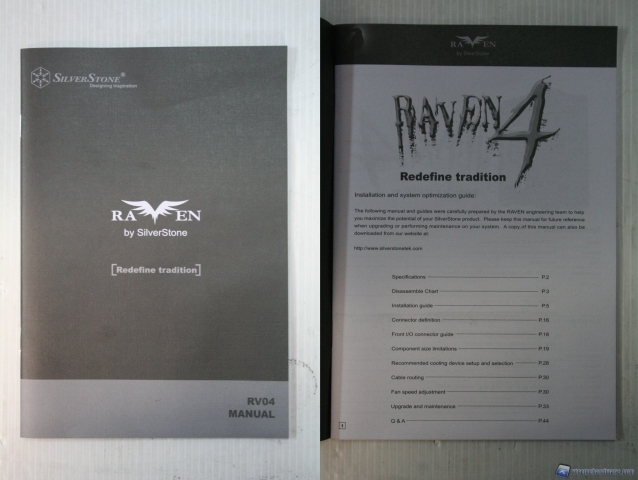 SILVERSTONE®
Designing Inspiration
RAVEN
by SilverStone
[Redefine tradition]
RV04
MANUAL
RAVEN
by SilverStone
RAVEN 4
Redefine tradition
Installation and system optimization guide:
The following manual and guides were carefully prepared by the RAVEN engineering team to help
you maximize the potential of your SilverStone product. Please keep this manual for future reference
when upgrading or performing maintenance on your system. A copy of this manual can also be
downloaded from our website at:
http://www.silverstonetek.com
Specifications P.2
Disassemble Chart P.3
Installation guide P.5
Connector definition P.16
Front I/O connector guide P.18
Component size limitations P.19
Recommended cooling device setup and selection P.28
Cable routing P.30
Fan speed adjustment P.30
Upgrade and maintenance P.33
Q & A P.44